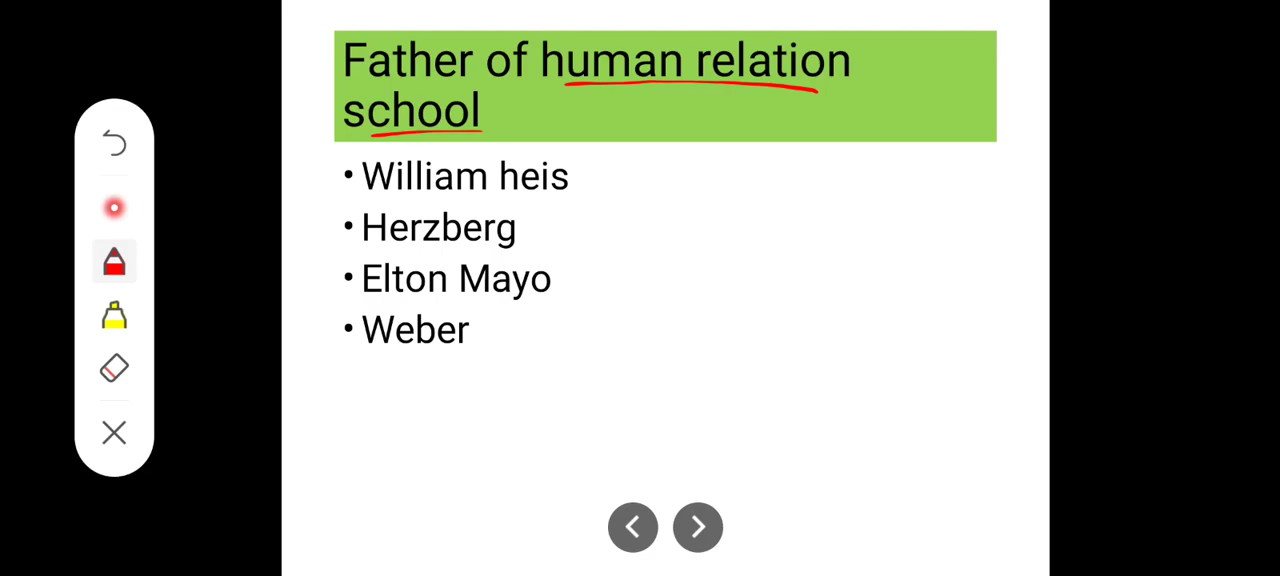 Father of human relation
school
• William heis
• Herzberg
• Elton Mayo
• Weber